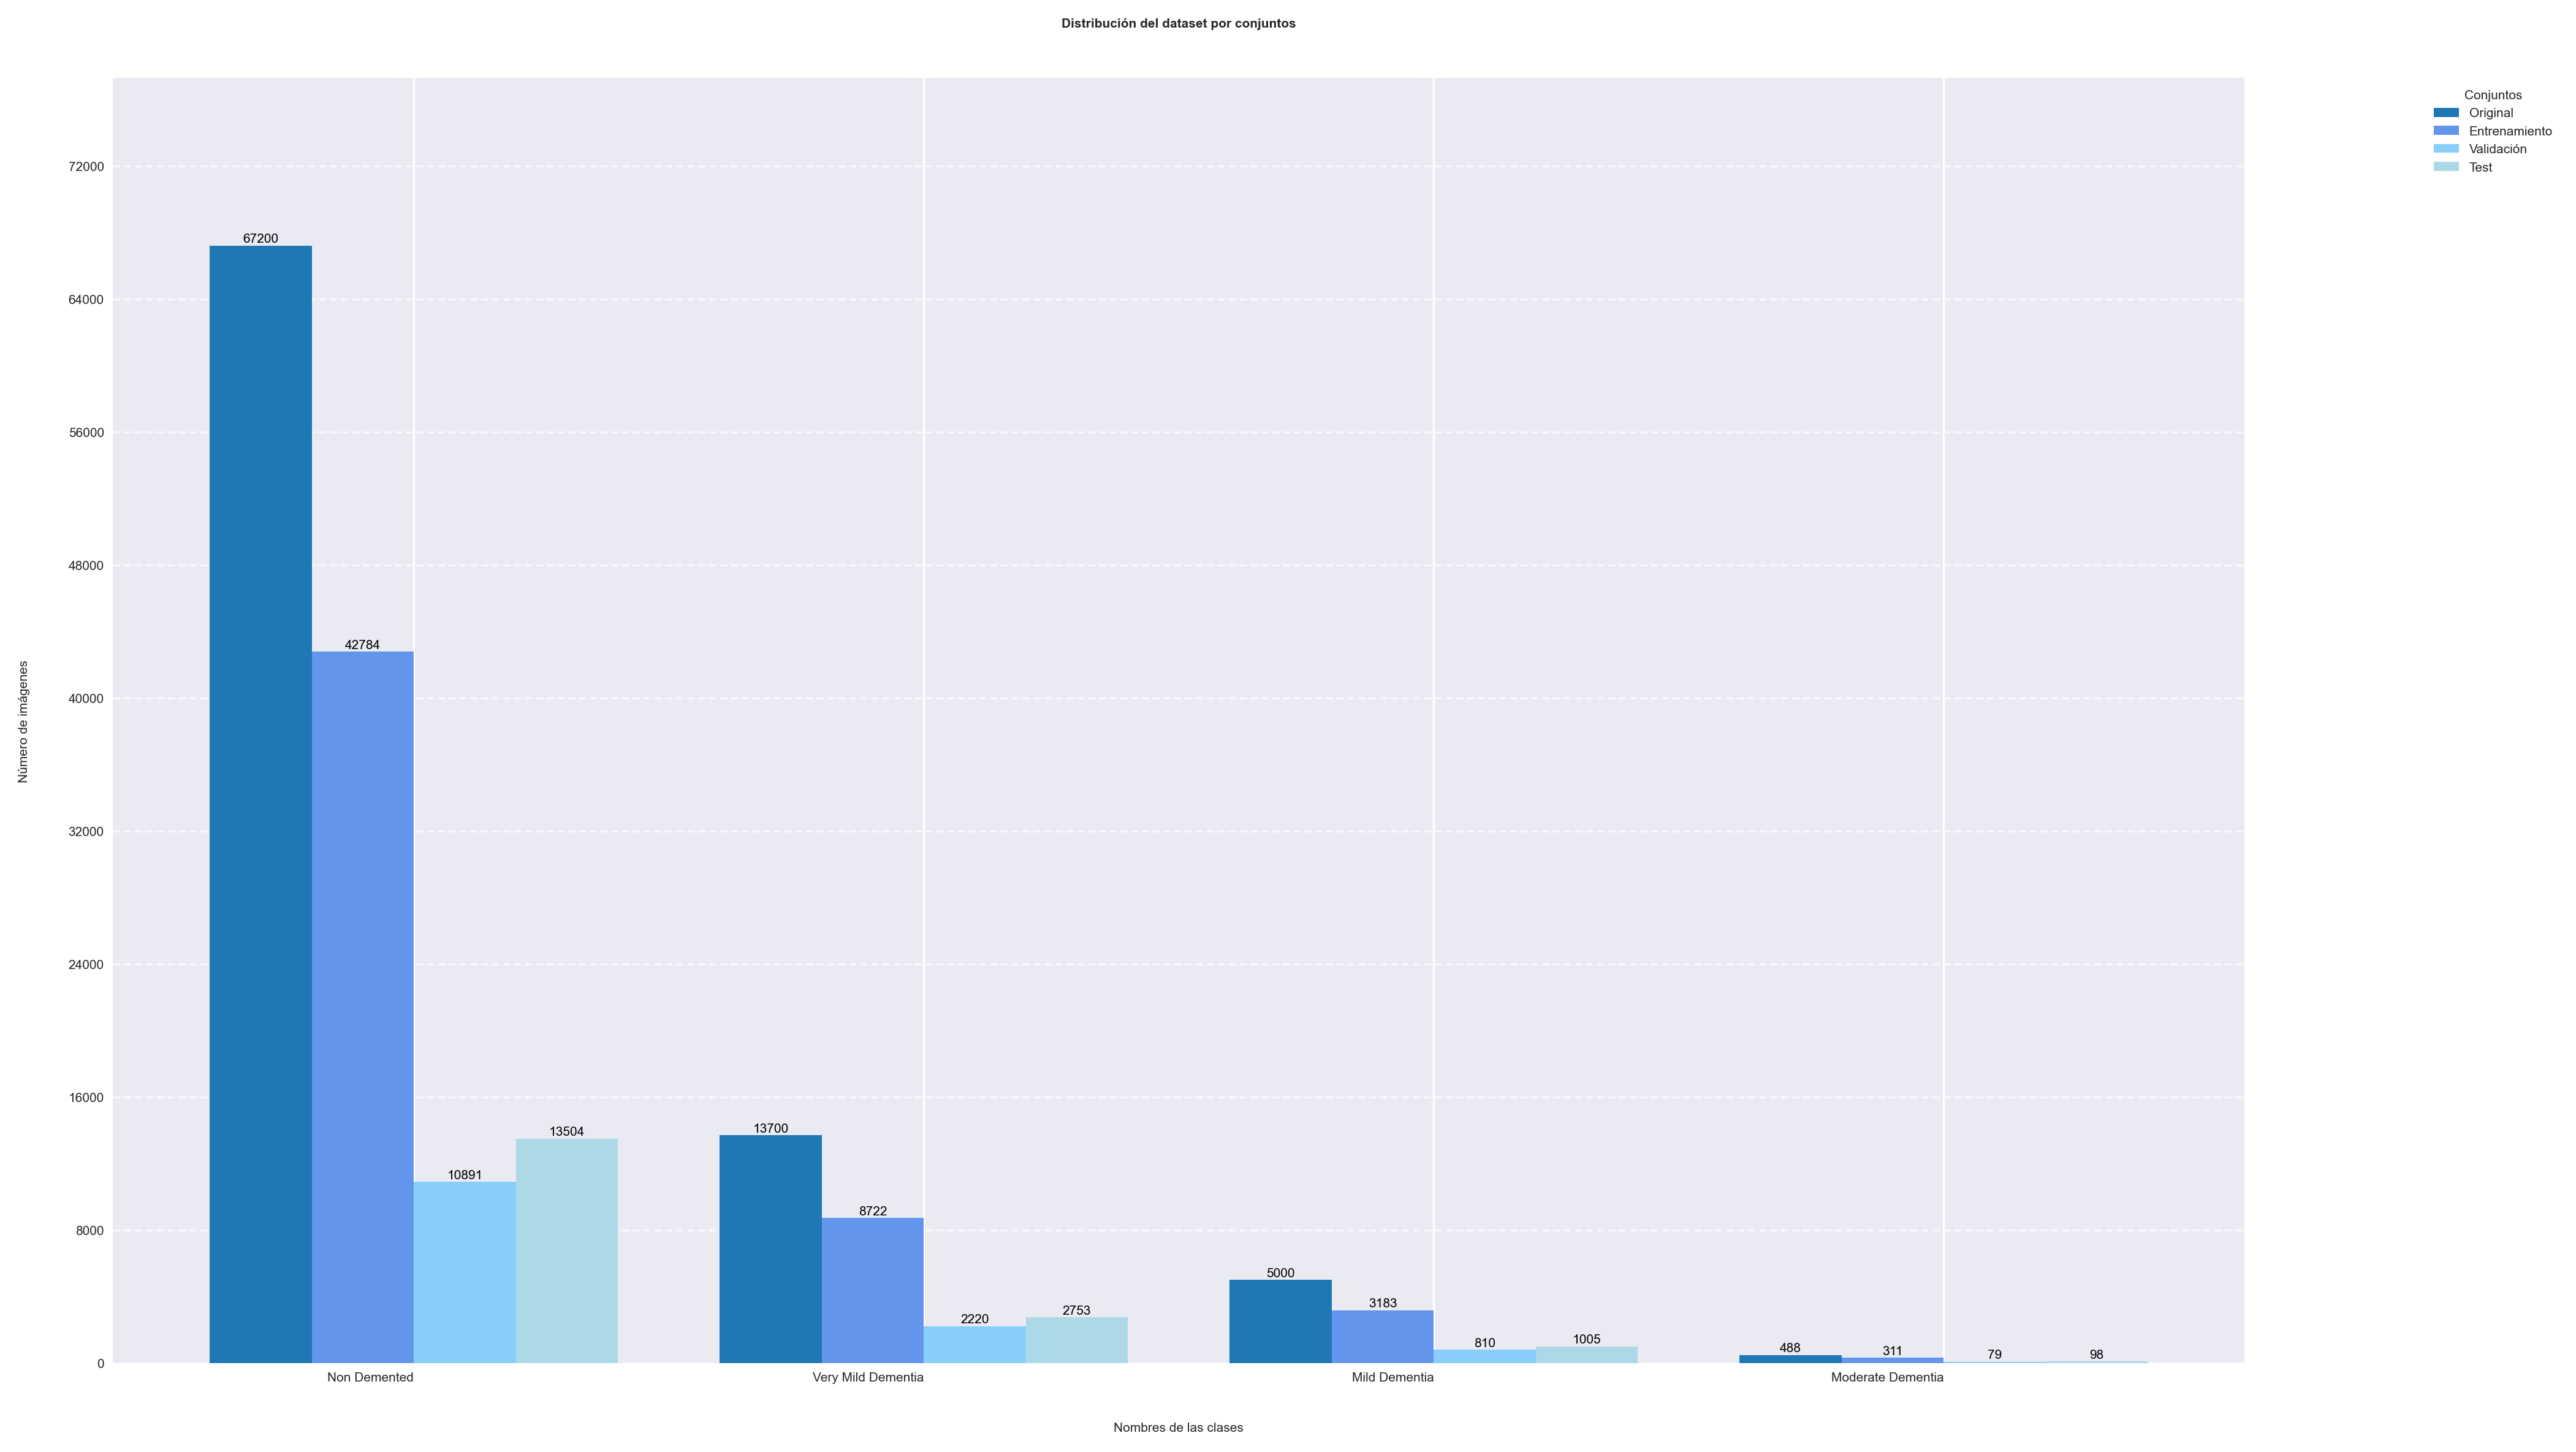 Distribución del dataset por conjuntos
Conjuntos
Original
Entrenamiento
Validación
Test
Número de imágenes
72000
64000
56000
48000
40000
32000
24000
16000
8000
0
67200
42784
10891
13504
13700
8722
2220
2753
5000
3183
810
1005
488
311
79
98
Non Demented
Very Mild Dementia
Mild Dementia
Moderate Dementia
Nombres de las clases